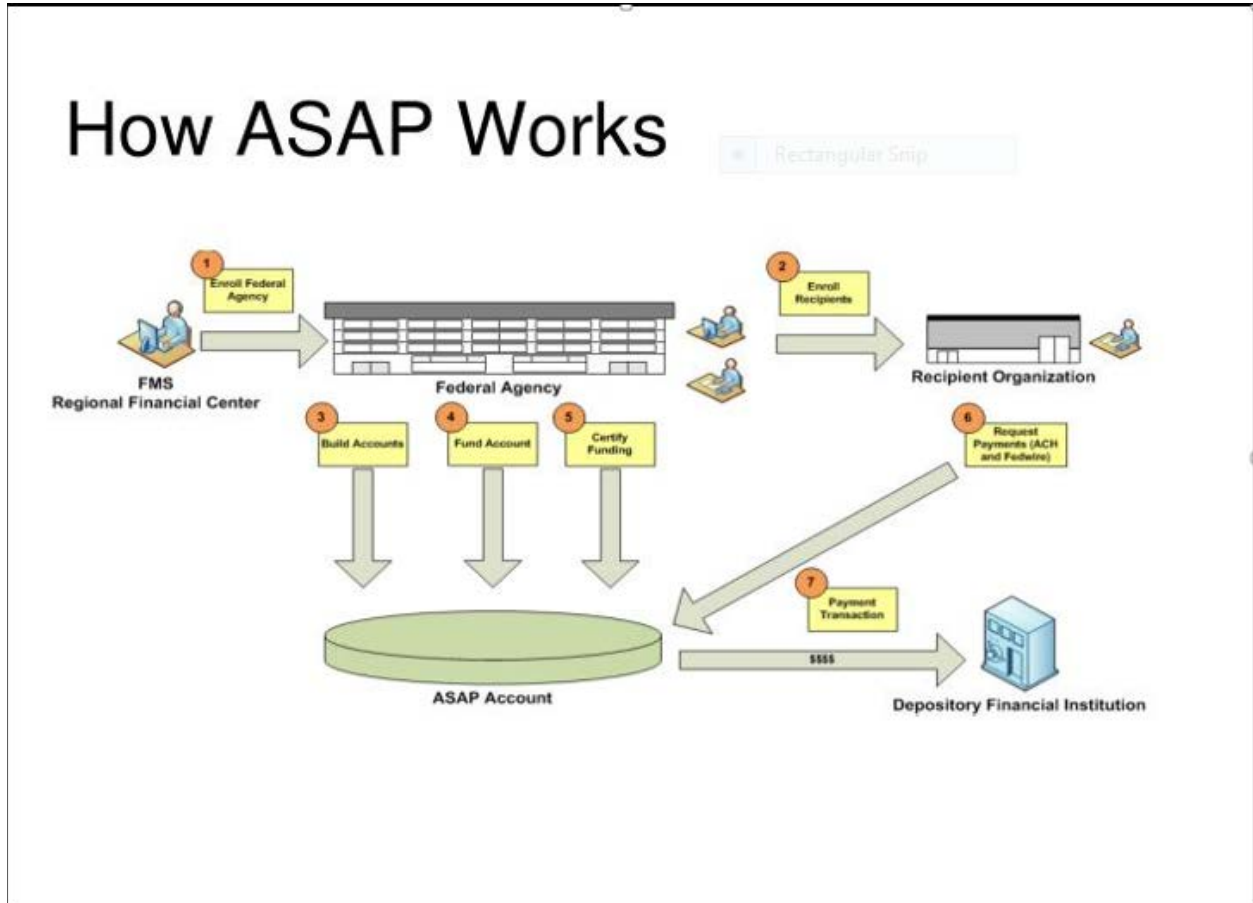 How ASAP Works
Rectangular Snip
1
Enroll Federal
Agency
2
Enroll
Recipients
FMS
Regional Financial Center
Federal Agency
Recipient Organization
3
Build Accounts
4
Fund Account
5
Certify
Funding
6
Request
Payments (ACH
and Fedwire)
7
Payment
Transaction
$$$$
ASAP Account
Depository Financial Institution